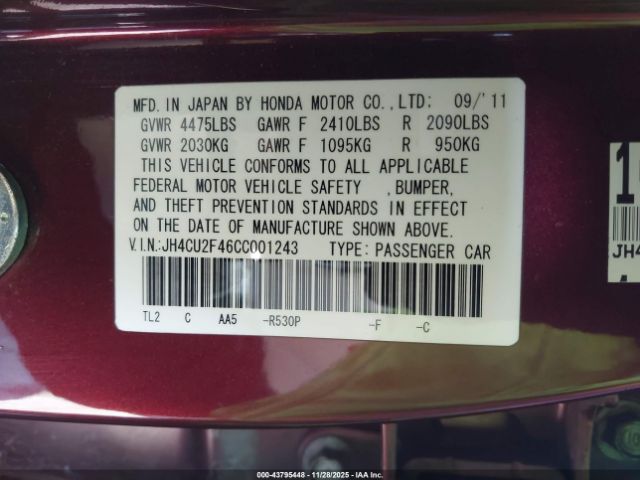 MFD. IN JAPAN BY HONDA MOTOR CO., LTD: 09/'11
GVWR 4475LBS GAWR F 2410LBS R 2090LBS
GVWR 2030KG GAWR F 1095KG R 950KG
THIS VEHICLE CONFORMS TO ALL APPLICABLE
FEDERAL MOTOR VEHICLE SAFETY , BUMPER,
AND THEFT PREVENTION STANDARDS IN EFFECT
ON THE DATE OF MANUFACTURE SHOWN ABOVE.
V.I.N.:JH4CU2F46CC001243 TYPE: PASSENGER CAR
TL2 C AA5 -R530P -F -C
JH4
000-43795448 - 11/28/2025 - IAA Corp.